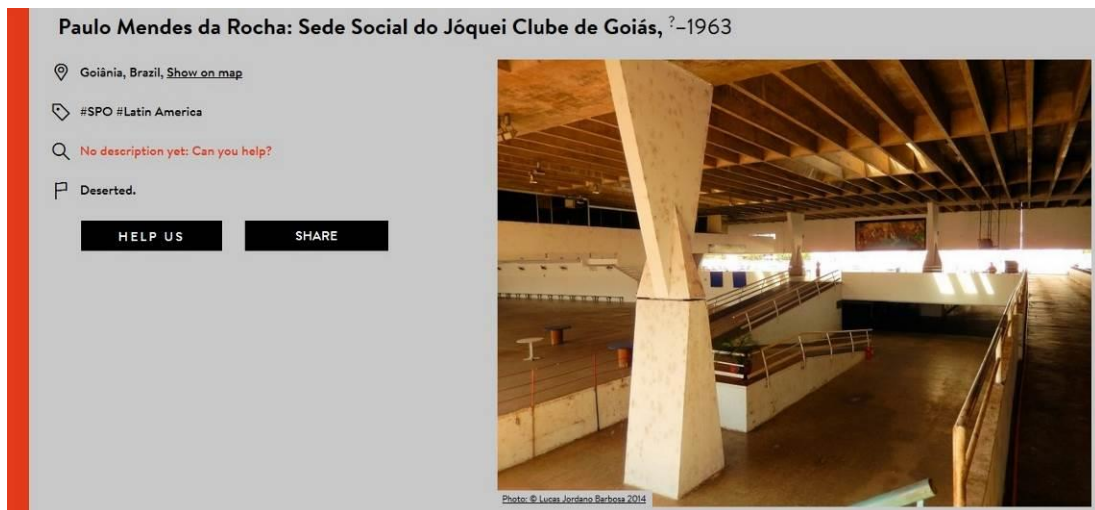 Paulo Mendes da Rocha: Sede Social do Jóquei Clube de Goiás, ?–1963
Goiânia, Brazil, Show on map
#SPO #Latin America
No description yet: Can you help?
Deserted.
HELP US
SHARE
Photo: © Lucas Jordano Barbosa 2014